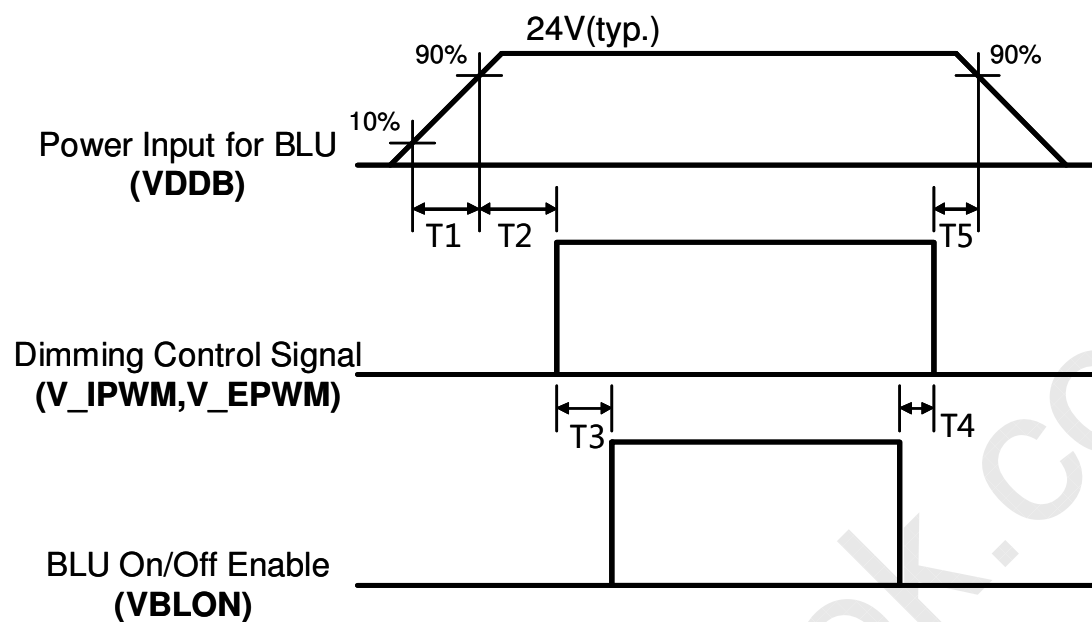 24V(typ.)
90%
90%
10%
Power Input for BLU
(VDDB)
T1
T2
T5
Dimming Control Signal
(V_IPWM,V_EPWM)
T3
T4
BLU On/Off Enable
(VBLON)